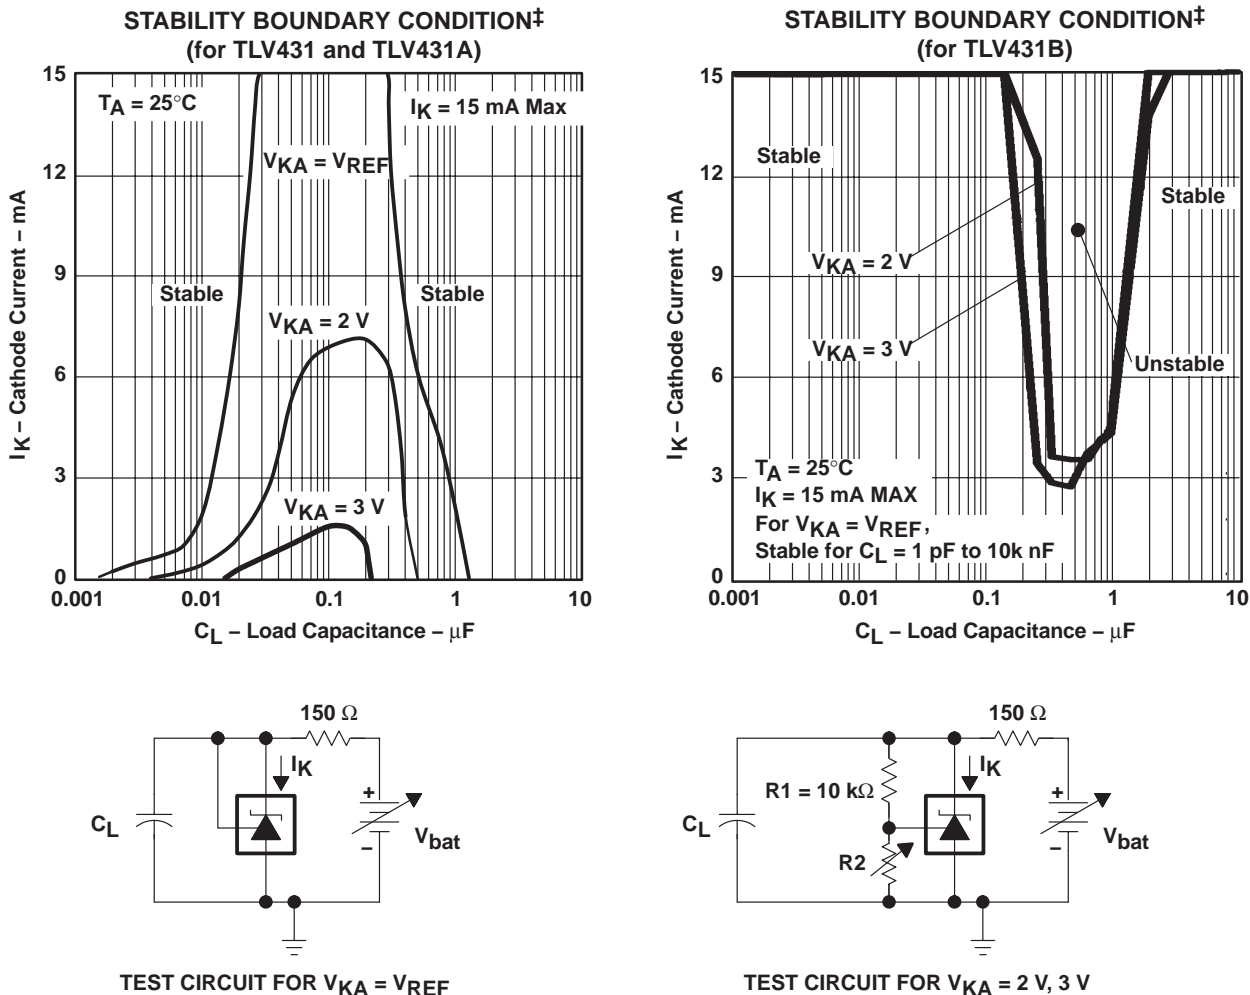 STABILITY BOUNDARY CONDITION‡
(for TLV431 and TLV431A)
15
12
9
6
3
0
I_K – Cathode Current – mA
T_A = 25°C
I_K = 15 mA Max
V_KA = V_REF
Stable
Stable
V_KA = 2 V
V_KA = 3 V
0.001
0.01
0.1
1
10
C_L – Load Capacitance – μF
STABILITY BOUNDARY CONDITION‡
(for TLV431B)
15
12
9
6
3
0
I_K – Cathode Current – mA
Stable
Stable
V_KA = 2 V
V_KA = 3 V
Unstable
T_A = 25°C
I_K = 15 mA MAX
For V_KA = V_REF,
Stable for C_L = 1 pF to 10k nF
0.001
0.01
0.1
1
10
C_L – Load Capacitance – μF
150 Ω
I_K
C_L
+
–
V_bat
TEST CIRCUIT FOR V_KA = V_REF
150 Ω
I_K
R1 = 10 kΩ
C_L
R2
+
–
V_bat
TEST CIRCUIT FOR V_KA = 2 V, 3 V